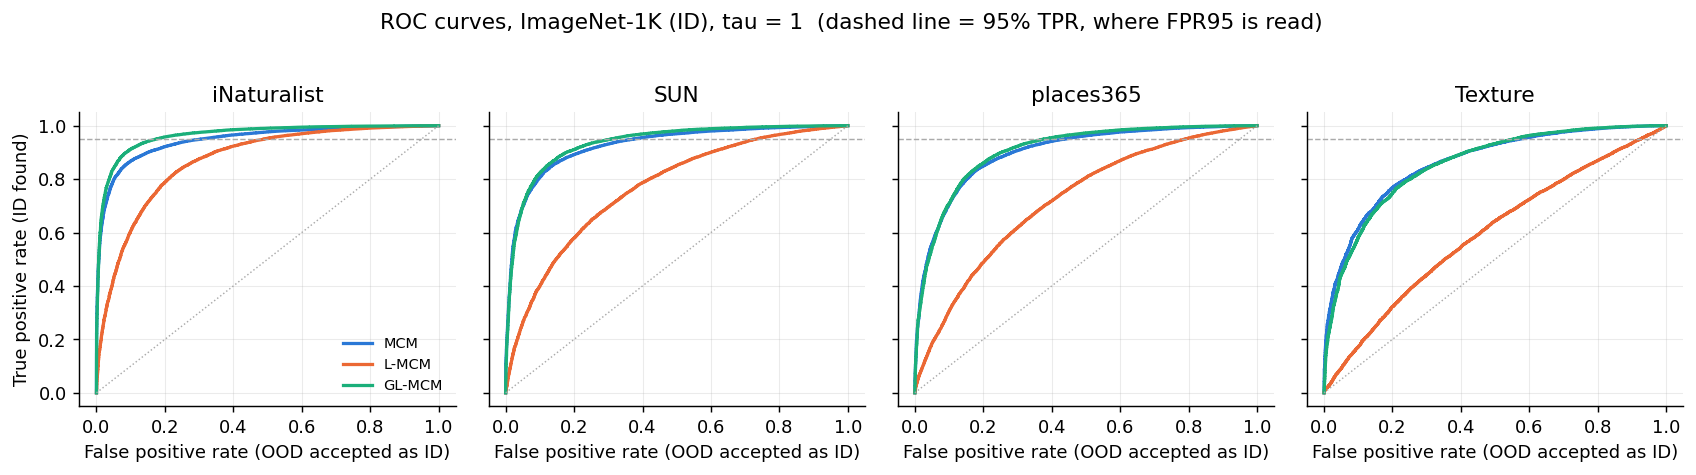 ROC curves, ImageNet-1K (ID), tau = 1  (dashed line = 95% TPR, where FPR95 is read)
iNaturalist
SUN
places365
Texture
True positive rate (ID found)
1.0
0.8
0.6
0.4
0.2
0.0
MCM
L-MCM
GL-MCM
0.0 0.2 0.4 0.6 0.8 1.0
0.0 0.2 0.4 0.6 0.8 1.0
0.0 0.2 0.4 0.6 0.8 1.0
0.0 0.2 0.4 0.6 0.8 1.0
False positive rate (OOD accepted as ID)
False positive rate (OOD accepted as ID)
False positive rate (OOD accepted as ID)
False positive rate (OOD accepted as ID)